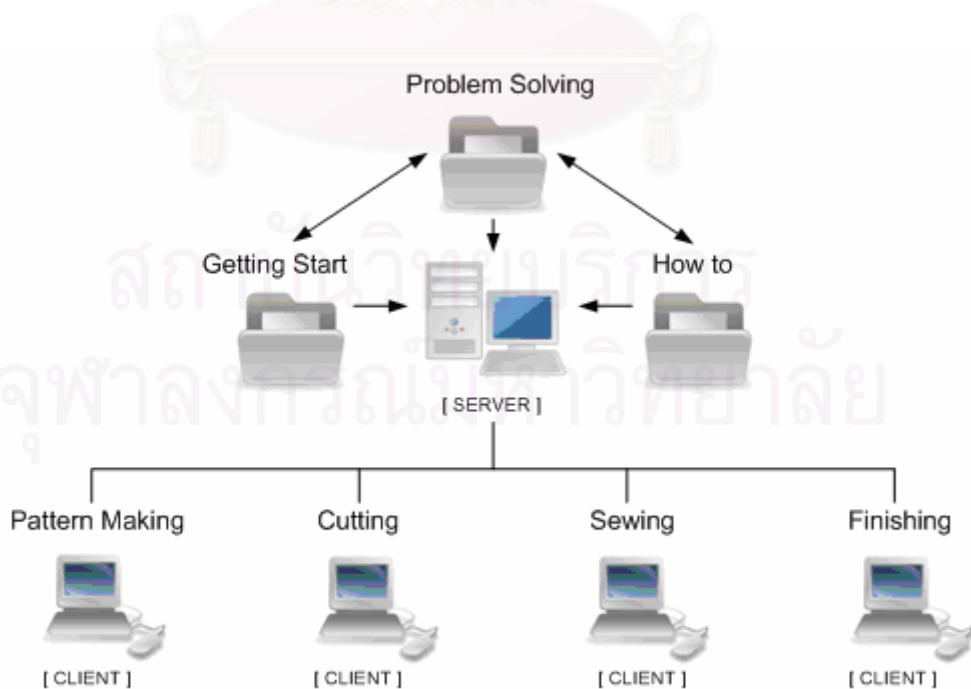 Problem Solving
Getting Start
How to
สถาบันวิทยบริการ
จุฬาลงกรณ์มหาวิทยาลัย
[ SERVER ]
Pattern Making
Cutting
Sewing
Finishing
[ CLIENT ]
[ CLIENT ]
[ CLIENT ]
[ CLIENT ]